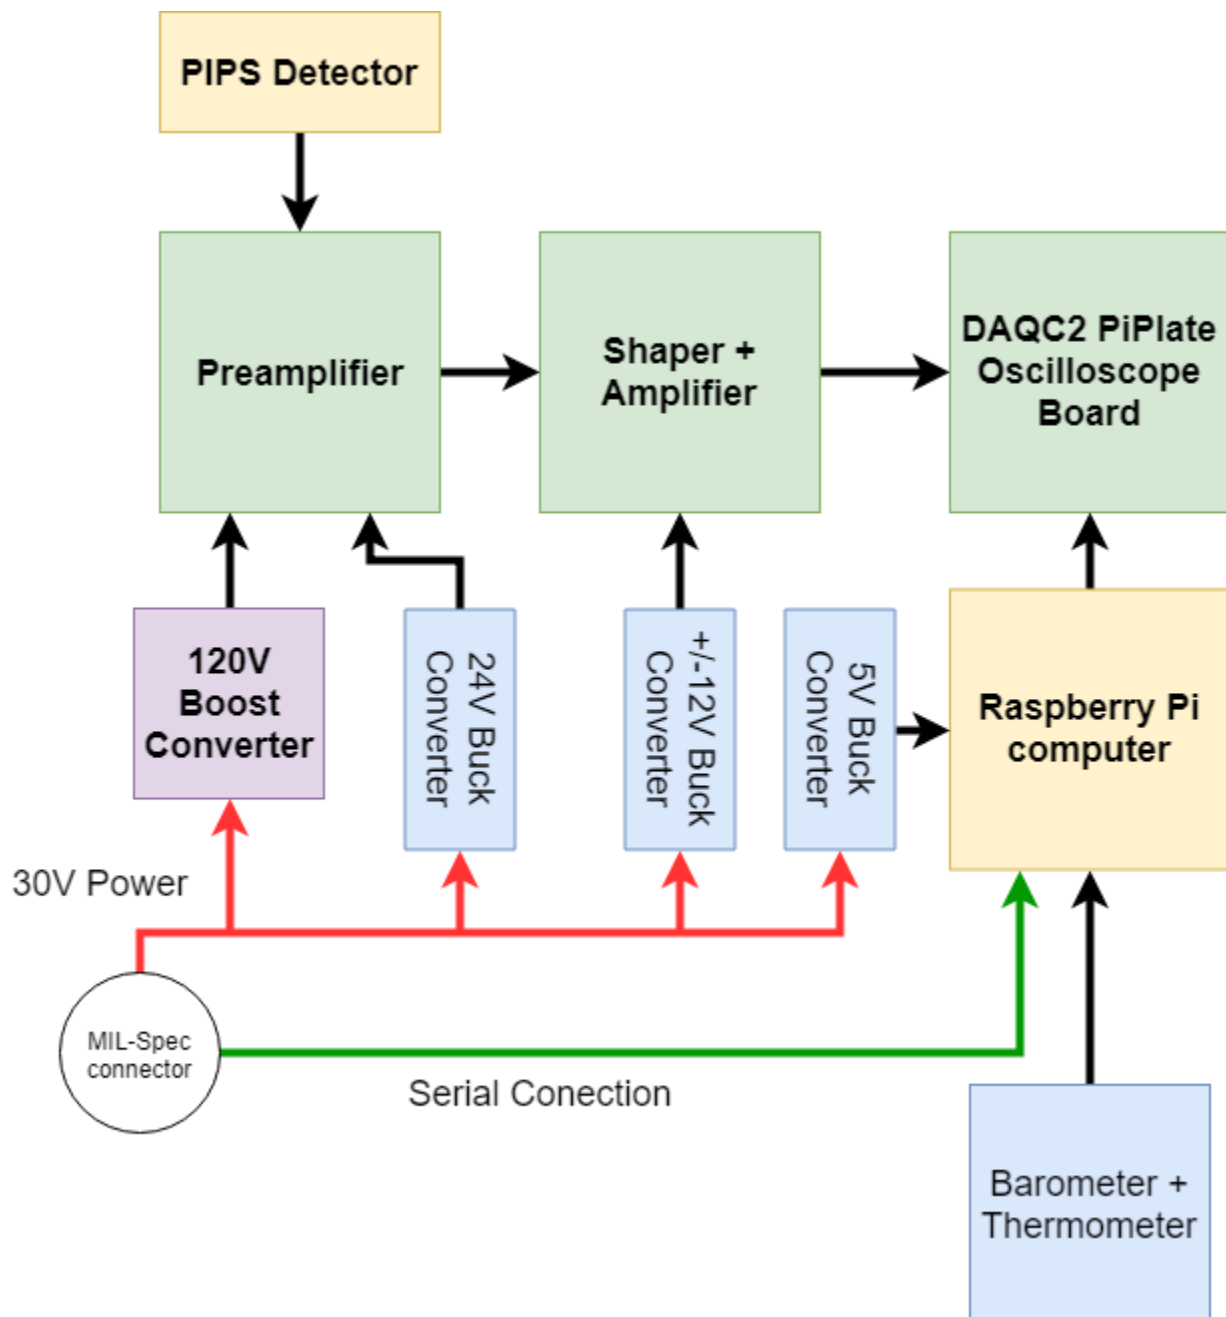 PIPS Detector
Preamplifier
Shaper +
Amplifier
DAQC2 PiPlate
Oscilloscope
Board
120V
Boost
Converter
24V Buck
Converter
+/-12V Buck
Converter
5V Buck
Converter
Raspberry Pi
computer
30V Power
MIL-Spec
connector
Serial Conection
Barometer +
Thermometer